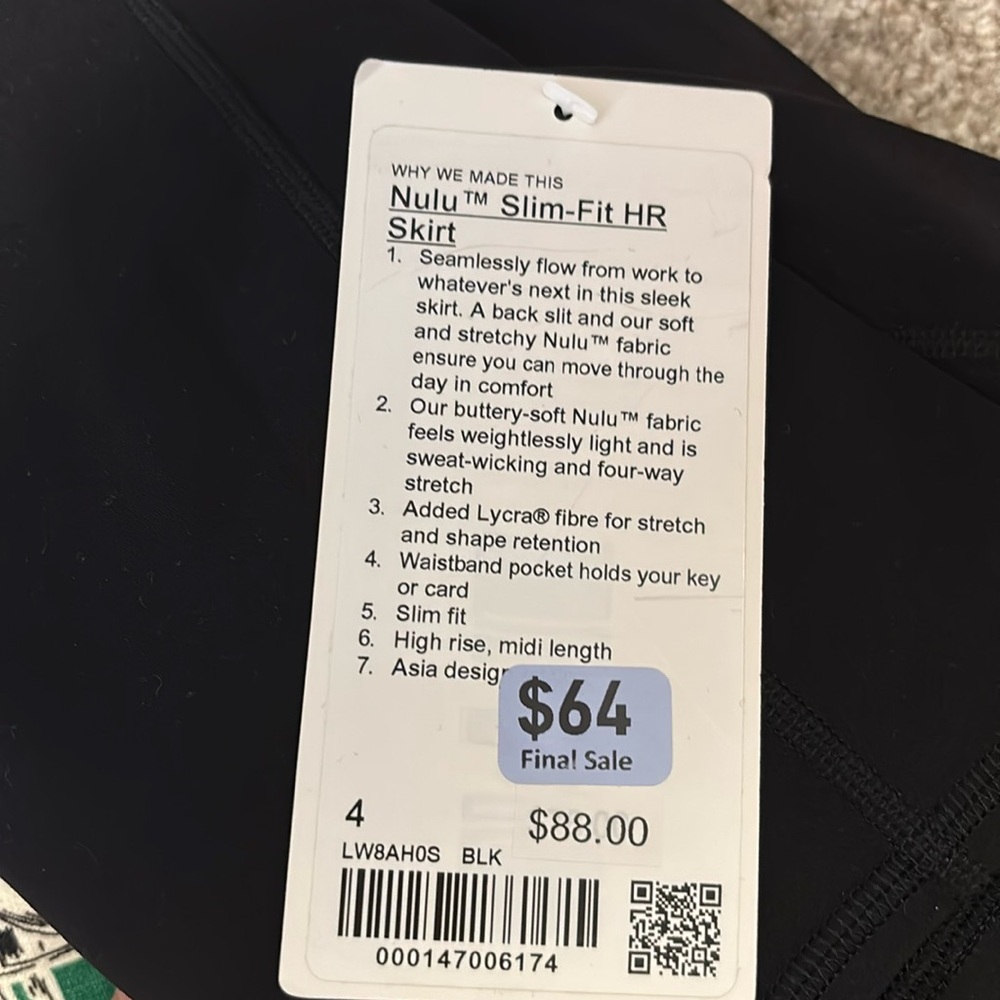 WHY WE MADE THIS
Nulu™ Slim-Fit HR
Skirt
1. Seamlessly flow from work to
whatever's next in this sleek
skirt. A back slit and our soft
and stretchy Nulu™ fabric
ensure you can move through the
day in comfort
2. Our buttery-soft Nulu™ fabric
feels weightlessly light and is
sweat-wicking and four-way
stretch
3. Added Lycra® fibre for stretch
and shape retention
4. Waistband pocket holds your key
or card
5. Slim fit
6. High rise, midi length
7. Asia
$64
Final Sale
4
$88.00
LW8AH0S BLK
000147006174